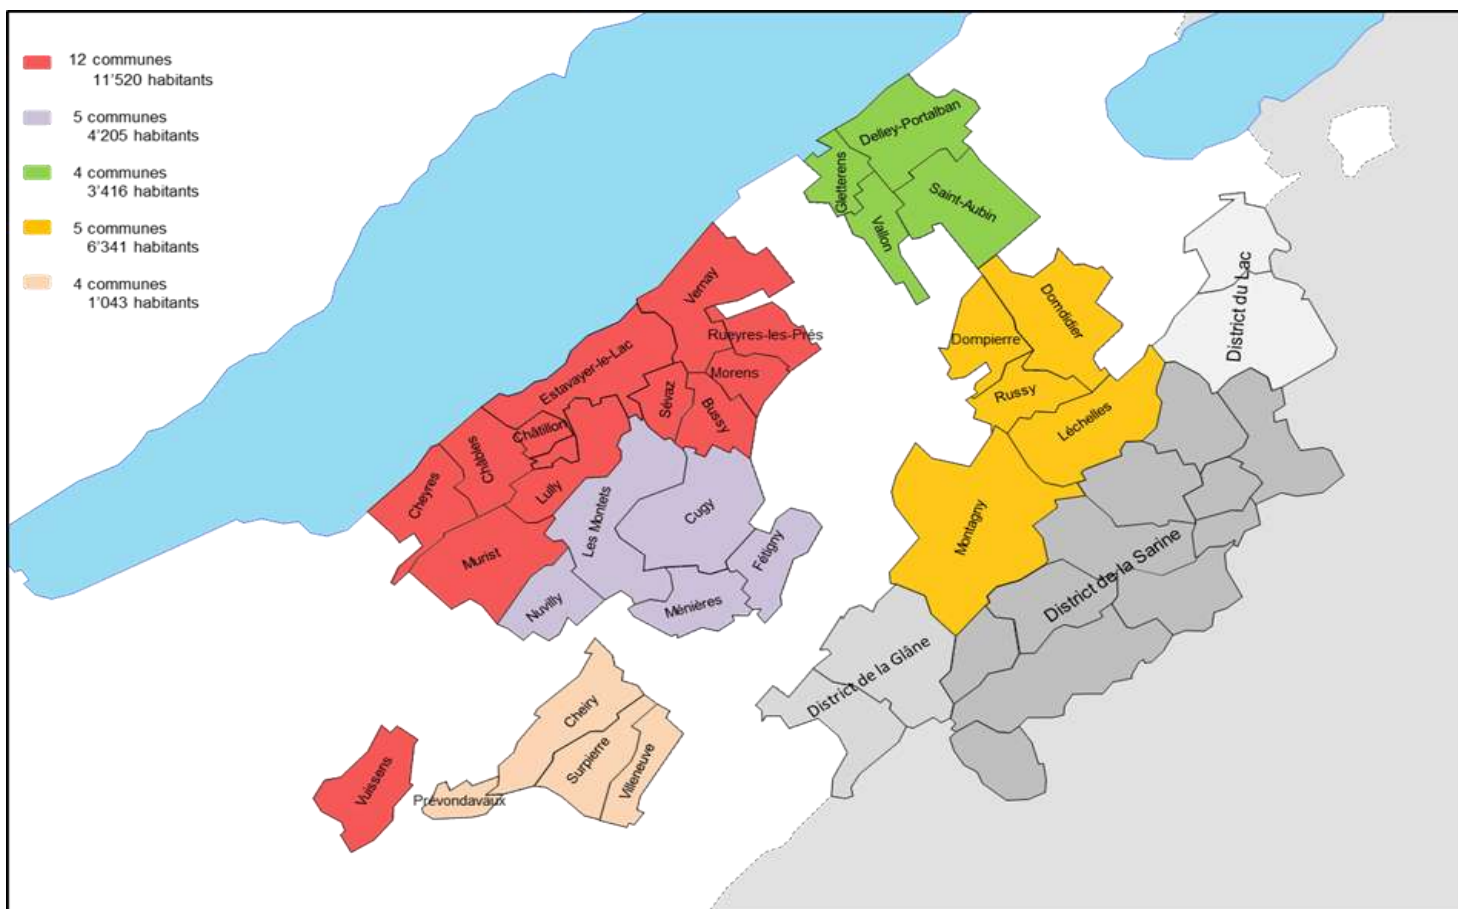 12 communes
11'520 habitants
5 communes
4'205 habitants
4 communes
3'416 habitants
5 communes
6'341 habitants
4 communes
1'043 habitants
Delley-Portalban
Gletterens
Saint-Aubin
Vallon
Vernay
Rueyres-les-Prés
Estavayer-le-Lac
Morens
Sévaz
Bussy
Châtillon
Châbles
Cheyres
Lully
Murist
Les Montets
Cugy
Fétigny
Nuvilly
Ménières
Domdidier
Dompierre
Russy
Léchelles
Montagny
District du Lac
District de la Sarine
District de la Glâne
Cheiry
Surpierre
Villeneuve
Prévondavaux
Vuissens